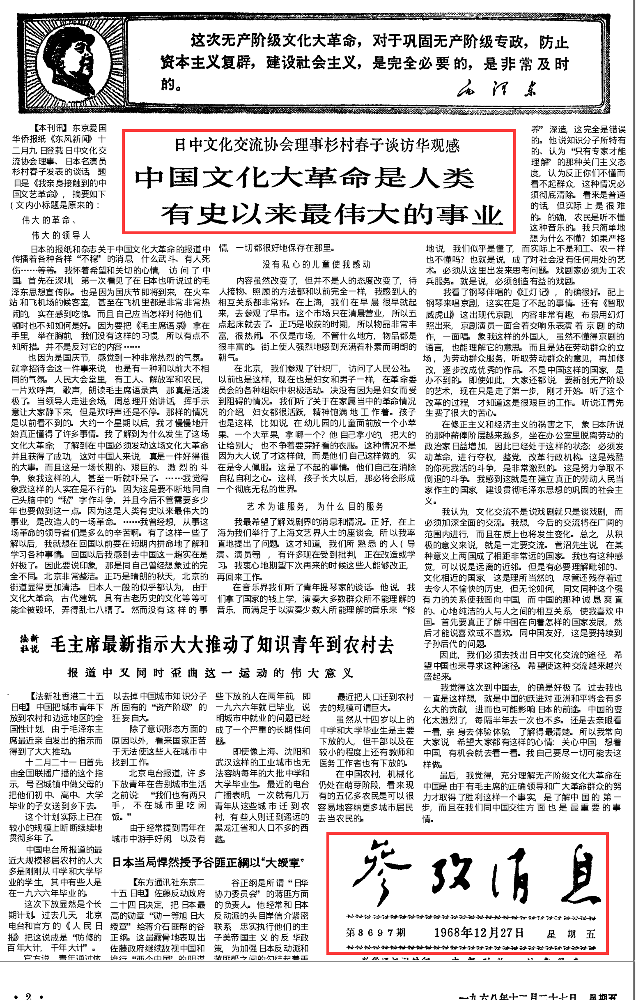 这次无产阶级文化大革命，对于巩固无产阶级专政，防止
资本主义复辟，建设社会主义，是完全必要的，是非常及时
的。
毛泽东
日中文化交流协会理事杉村春子谈访华观感
中国文化大革命是人类
有史以来最伟大的事业
【本刊讯】东京爱国
华侨报纸《东风新闻》十
二月九日登载日中文化交
流协会理事、日本名演员
杉村春子发表的谈话，题
目是《我亲身接触到的中
国文艺革命》，摘要如下
（文内小标题是原来的）：
伟大的革命、
伟大的领导人
日本的报纸和杂志关于中国文化大革命的报道中
传播着各种各样“不稳”的消息，什么武斗、有人死
伤……等等。我怀着希望和关切的心情，访问了中
国。首先在深圳，第一次看见了在日本也听说过的毛
泽东思想宣传队。也是因为国庆节即将到来，在火车
站和飞机场的候客室，甚至在飞机里都是非常非常热
闹的，实在感到吃惊。而且自己应当怎样对待他们，
顿时也不知如何是好。因为要把《毛主席语录》拿在
手里，举在胸前，我们没有这样的习惯，所以有点不
知所措。并不是反对它的内容……
也因为是国庆节，感觉到一种非常热烈的气氛。
就拿招待会这一件事来说，也是有一种和以前大不相
同的气氛。人民大会堂里，有工人、解放军和农民，
一片欢呼声，歌声，朗读毛主席语录声，那真是活泼
极了。当领导人走进会场，周总理开始讲话，挥手示
意让大家静下来，但是欢呼声还是不停。那样的情况
是以前看不到的。大约一个星期以后，我才慢慢地开
始真正懂得了许多事情。我了解到为什么发生了这场
文化大革命；了解到在中国必须发动这场文化大革命
并且获得了成功，这对中国人来说，真是一件好得很
的大事。而且这是一场长期的、艰巨的、激烈的斗
争，象我这样的人，甚至一听就吓呆了。……我觉得
象我这样的人实在是不行的。因为这是要不断地同自
己头脑中的“私”字作斗争，并且今后不管需要多少
年也要做到这一点。因为这是人类有史以来最伟大的
事业，是改造人的一场革命。……我曾经想，从事这
场革命的领导者们是多么的辛苦啊。有了这样一些了
解以后，我就想在回国以前要在短期内拼命地了解和
学习各种事情。回国以后我感到去中国这一趟实在是
好极了。因此要说印象，那是同自己曾经想象过的完
全不同。北京非常整洁。正巧是晴朗的秋天，北京的
街道显得更加清洁。日本人一般的似乎都认为，由于
文化大革命，古代建筑，具有古老历史的文化等等可
能全被毁坏，弄得乱七八糟了。然而没有这样的事
情，一切都很好地保存在那里。
没有私心的儿童使我感动
内容虽然改变了，但并不是人的态度改变了，待
人接物、照顾的方法都和以前完全一样，我感到人的
相互关系都非常好。在上海，我们在早晨很早就起
来，去参观了早市。这个市场只在清晨营业，所以五
点起床就去了。正巧是收获的时期，所以物品非常丰
富，很热闹。不仅是市场，不管什么地方，物品都是
很丰富的。街上使人强烈地感到充满着朴素而明朗的
朝气。
在北京，我们参观了针织厂，访问了人民公社。
以前也是这样，现在也是妇女和男子一样，在革命委
员会的各种组织中积极活动。决没有因为是妇女而受
到阻碍的情况。我们听了关于在家属当中的革命情况
的介绍，妇女都很活跃，精神饱满地工作着。孩子
也是这样，比如说，在幼儿园的儿童面前放一个小苹
果、一个大苹果，拿哪一个？他自己拿小的，把大的
让给别人；也不争着要穿好看的衣服。这种情况不是
因为大人说了才这样做，而是他们自己这样做的，实
在是令人佩服。这是了不起的事情。他们自己在消除
自私自利之心。这样，孩子长大以后，那必将会形成
一个彻底无私的世界。
艺术为谁服务，为什么目的服务
我最希望了解戏剧界的消息和情况。正好，在上
海为我们举行了上海文艺界人士的座谈会，所以我率
直地提出了问题。这才知道，我们所熟悉的人（导
演、演员等），有许多现在受到批判，正在改造或学
习。我衷心地期望下次再来的时候这些人能够改正，
再回来工作。
在音乐界我们听了青年提琴家的谈话。他说，我
们拿了国家的钱上学，演奏大多数群众所不能理解的
音乐，而满足于以演奏少数人所能理解的音乐来“修
养”深造，这完全是错误
的。他说知识分子所特有
的、认为“只有专家才能
理解”的那种关门主义态
度，认为反正你们不懂而
看不起群众，这种情况必
须彻底清除。看来是普通
的话，但实际上是很难
的。的确，农民是听不懂
这种音乐的。我只简单地
想为什么不懂？如果严格
地说，我们似乎是懂了，而实际上不是和工、农一样
也不懂吗？也就是说，成了对社会没有任何用处的艺
术。必须从这里出发来思考问题。戏剧家必须为工农
兵服务。就是说，必须创造有益的戏剧。
我看了钢琴伴唱的《红灯记》，的确很好。配上
钢琴来唱京剧，这实在是了不起的事情。还有《智取
威虎山》这出现代京剧，内容非常有趣，布景用幻灯
照出来，京剧演员一面合着交响乐表演着京剧的动
作，一面唱。象我这样的外国人，虽然不懂得京剧的
语言，也能理解它的意思。而且是站在劳动群众的立
场，为劳动群众服务，听取劳动群众的意见，再加修
改，逐步改成优秀的作品。不是中国这样的国家，是
办不到的。即使如此，大家还都说，要新创无产阶级
的艺术，现在只是走了第一步，刚才开始。听了这个
改革的过程，才知道这是很艰巨的工作。听说江青先
生费了很大的苦心。
在修正主义和经济主义的祸害之下，象日本所说
的那种薪俸阶层越来越多，坐在办公室里脱离劳动的
政治家日益增加，因此已经处于这样的状态：必须发
动革命，进行夺权，整党，改革行政机构。这是残酷
的你死我活的斗争，是非常激烈的。这是努力争取不
倒退的斗争。我感到这就是在建立真正的劳动人民当
家作主的国家，建设贯彻毛泽东思想的巩固的社会主
义。
我认为，文化交流不是说戏剧就只是谈戏剧，而
必须加深全面的交流。我想，今后的交流将在广阔的
范围内进行，而且在质上也将发生变化。总之，从积
极的意义来说，就是一定要交流。菅沼先生说，在某
种意义上两国成了相距非常远的国家。我也有这种感
觉，可以说是远离的近邻。但是有必要理解毗邻的、
文化相近的国家，这是理所当然的，尽管还残存着过
去令人不愉快的历史，但无论如何，同文同种这个强
有力的关系使我面向中国，而中国的那种诚恳爽直
的、心地纯洁的人与人之间的相互关系，使我喜欢中
国。首先要真正了解中国在向着怎样的国家发展，然
后才能说喜欢或不喜欢。同中国友好，这是要持续到
子孙后代的问题。
因此，我们必须去找出日中文化交流的途径，希
望中国也来寻求这种途径。希望使这种交流越来越兴
盛起来。
我觉得这次到中国去，的确是好极了。过去我也
一直是这样想，就是中国的跃进对亚洲和平将会有多
么大的贡献，进而也可能影响日本的前途。中国的变
化太激烈了，每隔半年去一次也不多。还是去亲眼看
一看，亲身去体验体验，了解得最清楚。所以我常向
大家说，希望大家都有这样的心情：关心中国，想着
中国，有机会就去看一看。我自己要尽一切可能去这
样做。
最后，我觉得，充分理解无产阶级文化大革命在
中国是由于有毛主席的正确领导和广大革命群众的努
力才取得了胜利这样一个事实，是了解中国的第一
步，而且在我们同中国交往方面也是最重要的事
情。
法新
社说
毛主席最新指示大大推动了知识青年到农村去
报道中又同时歪曲这一运动的伟大意义
【法新社香港二十五
日电】中国把城市青年下
放到农村和边远地区的全
国性计划，由于毛泽东主
席最近亲自发出的指示而
得到了大大推动。
十二月二十一日首先
由全国联播广播的这个指
示，号召城镇中做父母的
把他们初中、高中、大学
毕业的子女送到乡下去。
这个计划实际上已在
较小的规模上断断续续地
贯彻多年了。
中国电台所报道的最
近大规模移居农村的人大
多是刚刚从中学和大学毕
业的学生，其中有些人是
在一九六六年毕业的。
这次下放显然是个长
期计划。过去几天，北京
电台和官方的《人民日
报》把这说成是“防修的
百年大计，千年大计”。
官方说，青年通过体
以去掉中国城市知识分子
所固有的“资产阶级”的
狂妄自大。
除了意识形态方面的
原因以外，看来国家正苦
于无法使这些人在城市中
找到工作。
北京电台报道，许多
下放青年在告别城市生活
之前说：“我们也有两只
手，不在城市里吃闲
饭。”
由于经常提到青年在
城市中游手好闲，以及有
些下放的人在两年前，即
一九六六年就已毕业，说
明城市中就业的问题已经
成了一个严重的长期性问
题。
即使像上海、沈阳和
武汉这样的工业城市也无
法容纳每年的大批中学和
大学毕业生。最近的电台
广播表明，一次就有几万
青年从这些城市迁到农
村，有些人则迁到遥远的
黑龙江省和人口不多的西
藏。
最近把人口迁到农村
去的规模可谓巨大。
虽然从十四岁以上的
中学和大学毕业生是主要
下放的人，但干部以及在
较小的程度上还有教师和
医务工作者也有下放的。
在中国农村，机械化
仍处在萌芽阶段，看来现
有的五亿多农民是可以很
容易地容纳更多城市居民
去当农民的。
日本当局悍然授予谷匪正綱以“大绶章”
【东方通讯社东京二
十五日电】佐藤反动政府
二十四日决定，把日本最
高的勋章“勋一等旭日大
绶章”给蒋介石匪帮的谷
正纲。这最露骨地表现出
佐藤政府继续敌视中国和
推行“两个中国”的阴谋
谷正纲是所谓“日华
协力委员会”的蒋匪方面
的负责人。他经常和日本
反动派的头目岸信介紧密
联系，忠实执行他们的主
子美帝国主义的反华政
策，为加强日本反动派和
蒋匪帮之间的勾结起着重
参考消息
第3697期 1968年12月27日 星期五
·2· 一九六八年十二月二十七日 星期五